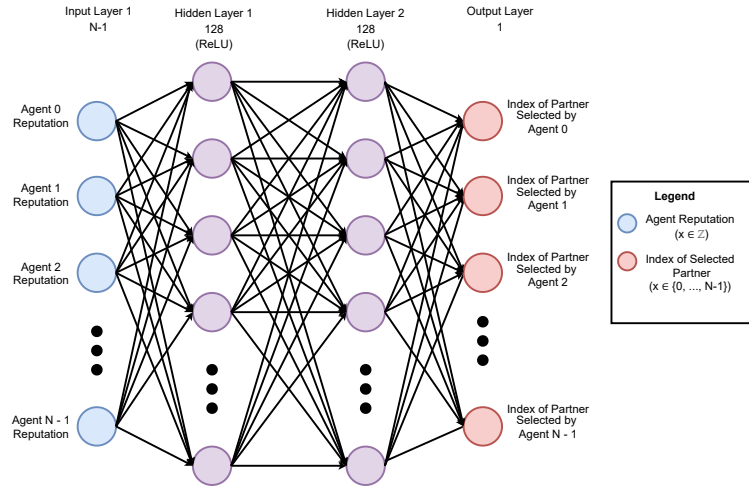 Input Layer 1
N-1
Hidden Layer 1
128
(ReLU)
Hidden Layer 2
128
(ReLU)
Output Layer
1
Agent 0
Reputation
Agent 1
Reputation
Agent 2
Reputation
Agent N - 1
Reputation
Index of Partner
Selected by
Agent 0
Index of Partner
Selected by
Agent 1
Index of Partner
Selected by
Agent 2
Index of Partner
Selected by
Agent N - 1
Legend
Agent Reputation
(x ∈ ℤ)
Index of Selected
Partner
(x ∈ {0, ..., N-1})